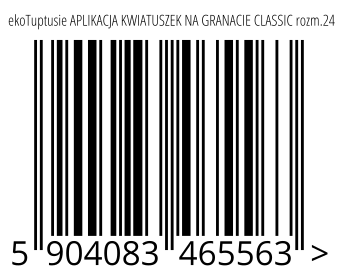 ekoTuptusie APLIKACJA KWIATUSZEK NA GRANACIE CLASSIC rozm.24
5 904083 465563 >